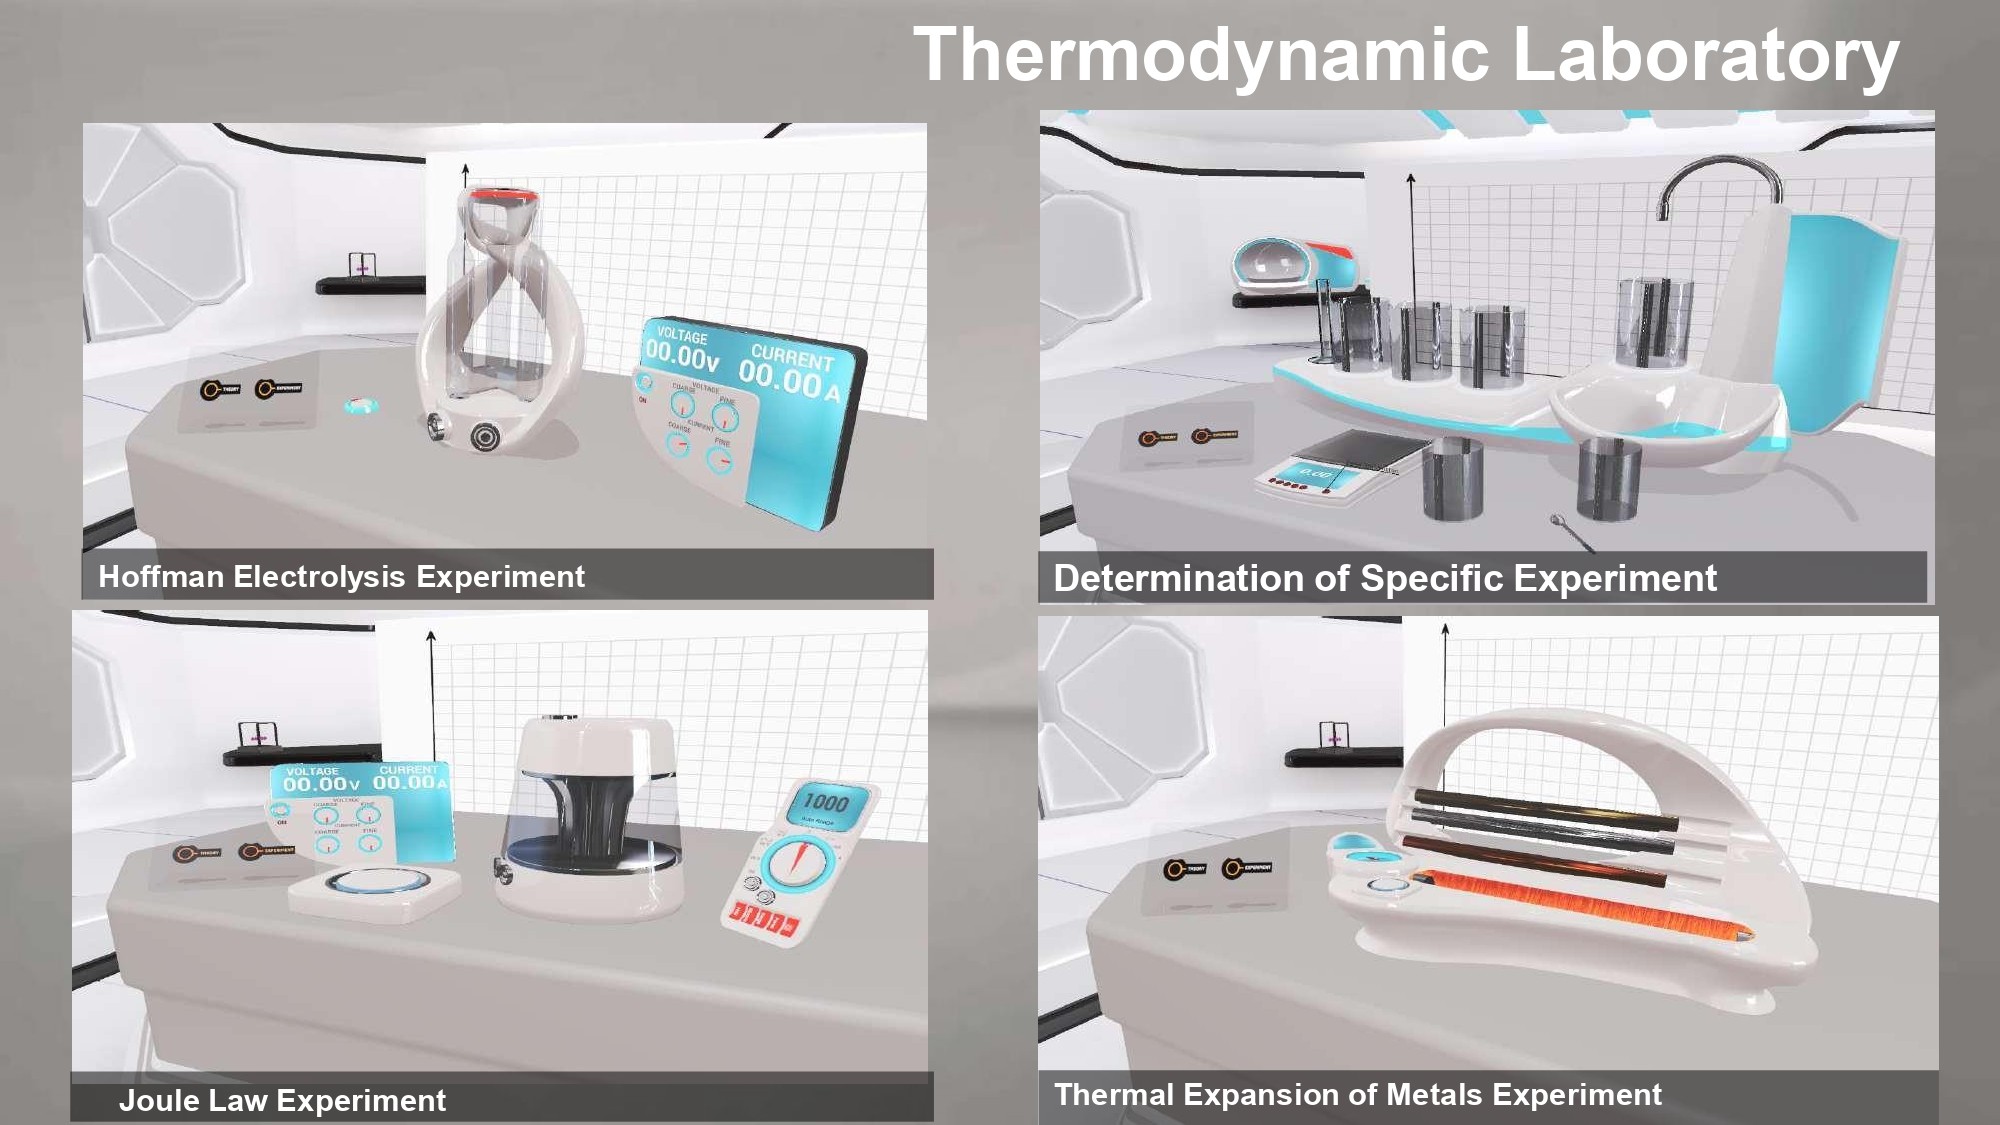 Thermodynamic Laboratory
VOLTAGE
00.00v
CURRENT
00.00A
ON
VOLTAGE
COARSE
FINE
CURRENT
COARSE
FINE
THEORY
EXPERIMENT
Hoffman Electrolysis Experiment
THEORY
EXPERIMENT
0.00
Determination of Specific Experiment
VOLTAGE
00.00v
CURRENT
00.00A
ON
VOLTAGE
COARSE
FINE
CURRENT
COARSE
FINE
THEORY
EXPERIMENT
1000
Auto Range
Joule Law Experiment
THEORY
EXPERIMENT
Thermal Expansion of Metals Experiment